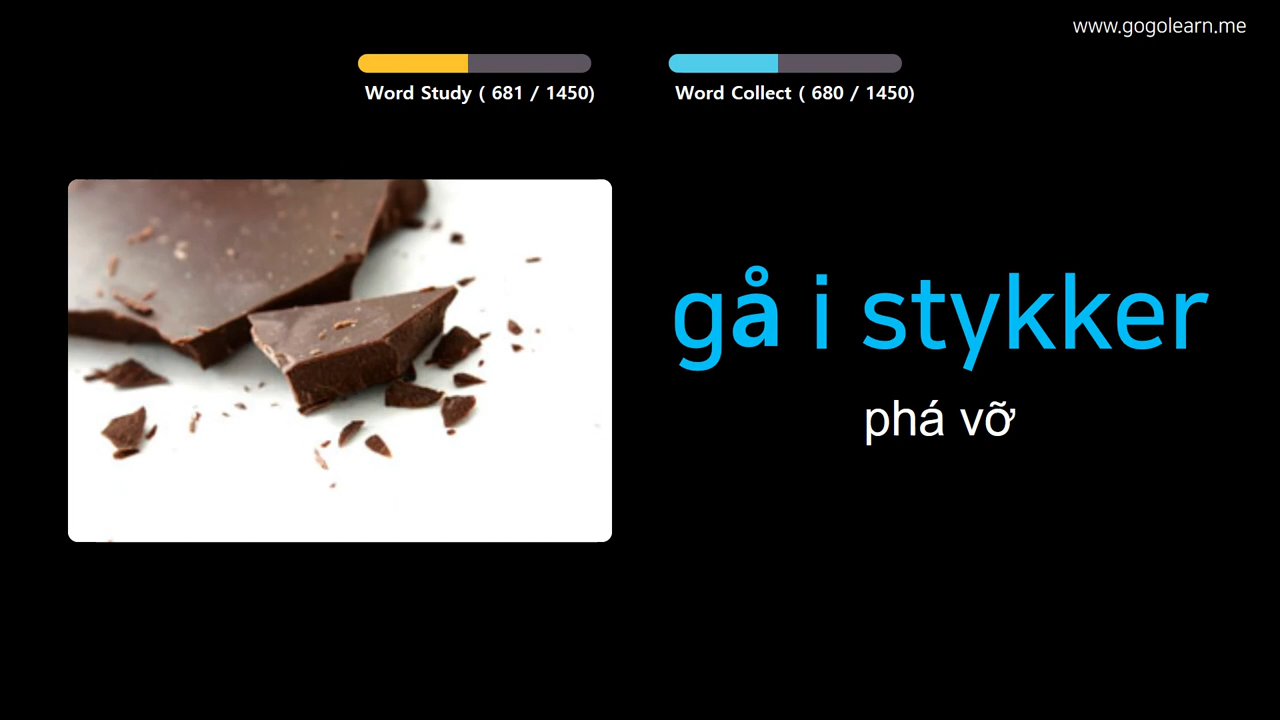 www.gogolearn.me
Word Study ( 681 / 1450)
Word Collect ( 680 / 1450)
gå i stykker
phá vỡ